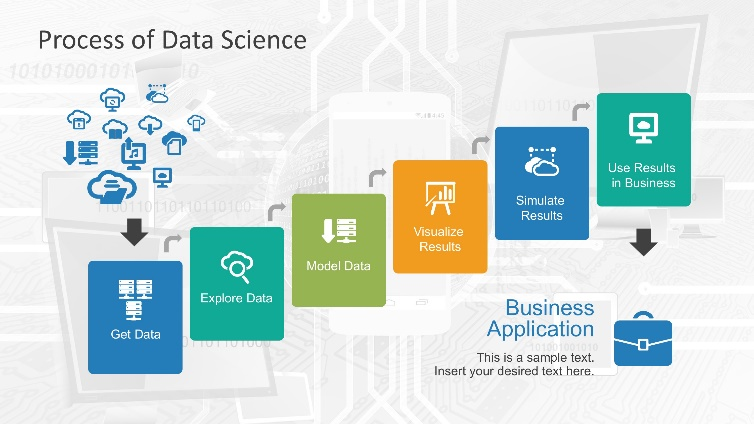 Process of Data Science
Get Data
Explore Data
Model Data
Visualize
Results
Simulate
Results
Use Results
in Business
Business
Application
This is a sample text.
Insert your desired text here.